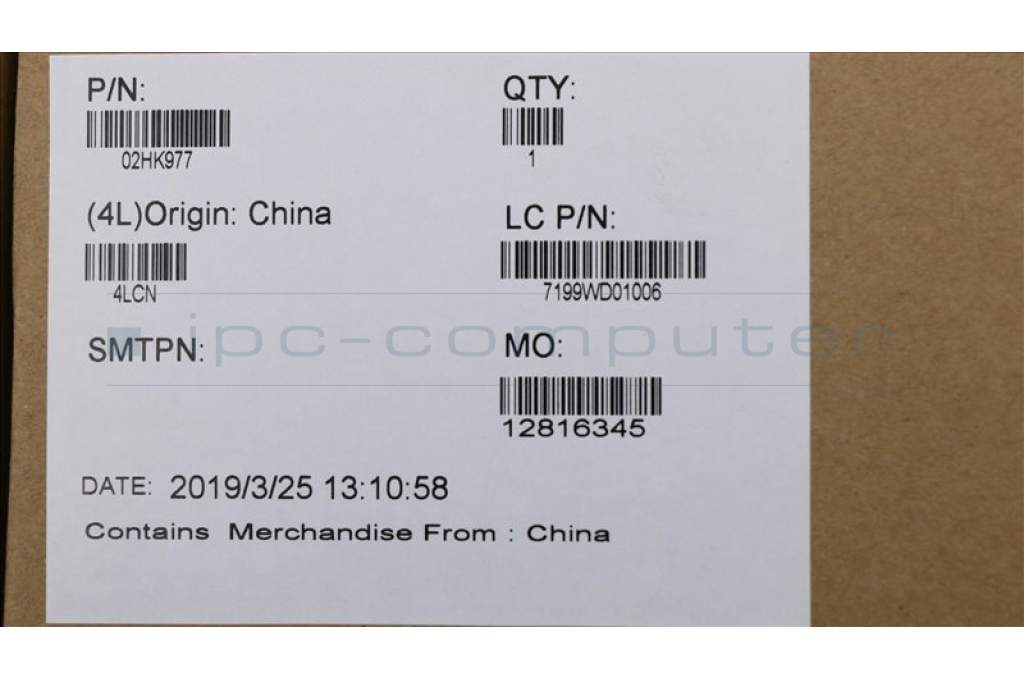 P/N:
02HK977
QTY:
1
(4L)Origin: China
4LCN
LC P/N:
7199WD01006
SMTPN:
MO:
12816345
ipc-computer
DATE: 2019/3/25 13:10:58
Contains Merchandise From : China